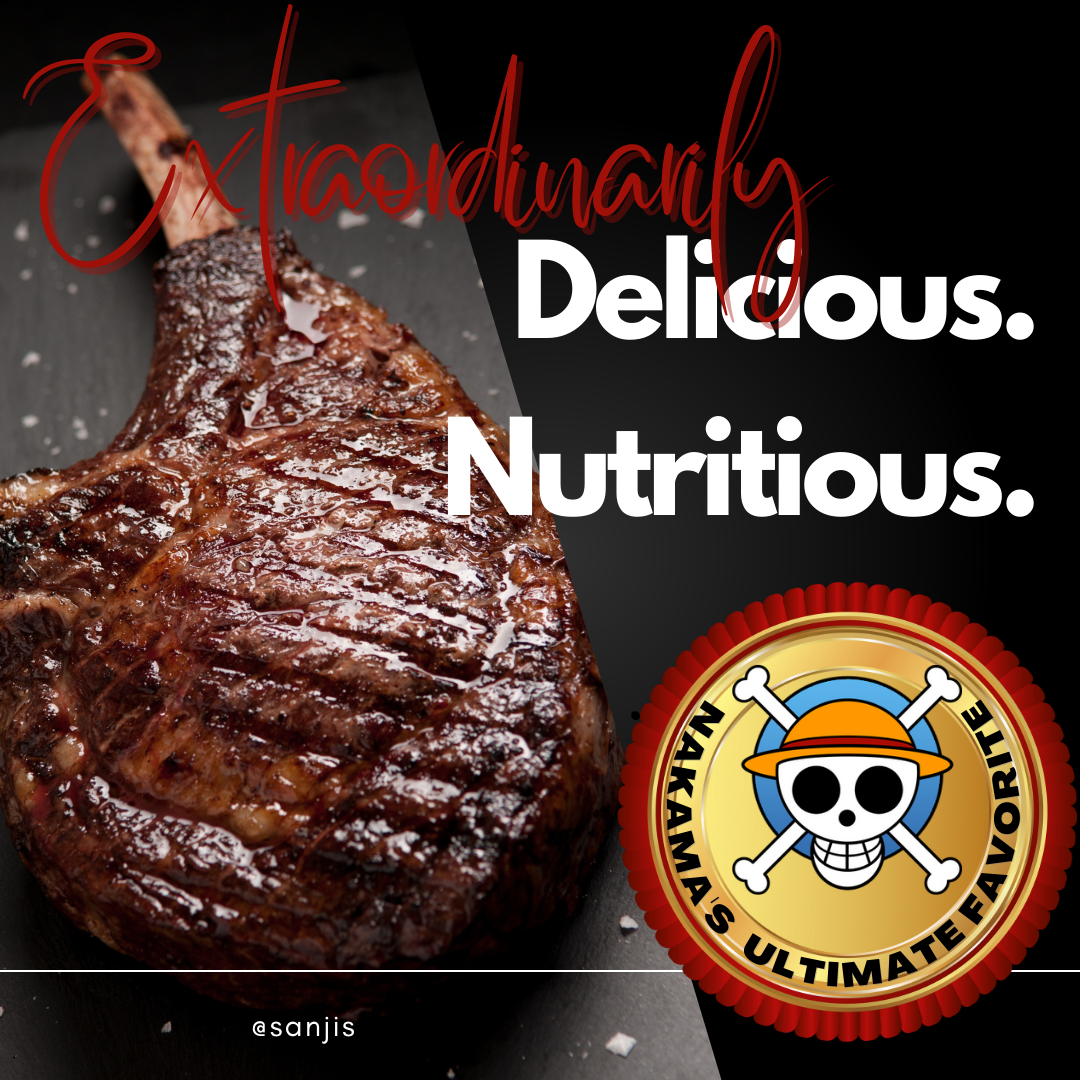 Extraordinarily
Delicious.
Nutritious.
NAKAMA'S ULTIMATE FAVORITE
@sanjis